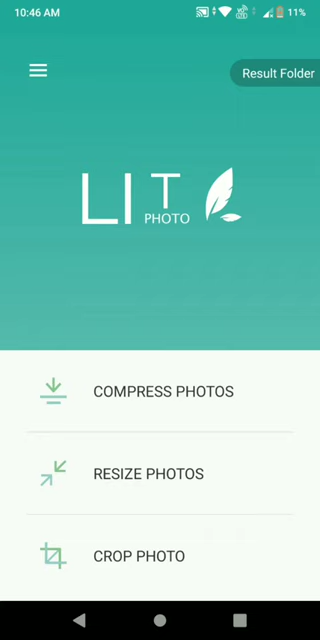 10:46 AM
11%
Result Folder
LIT
PHOTO
COMPRESS PHOTOS
RESIZE PHOTOS
CROP PHOTO